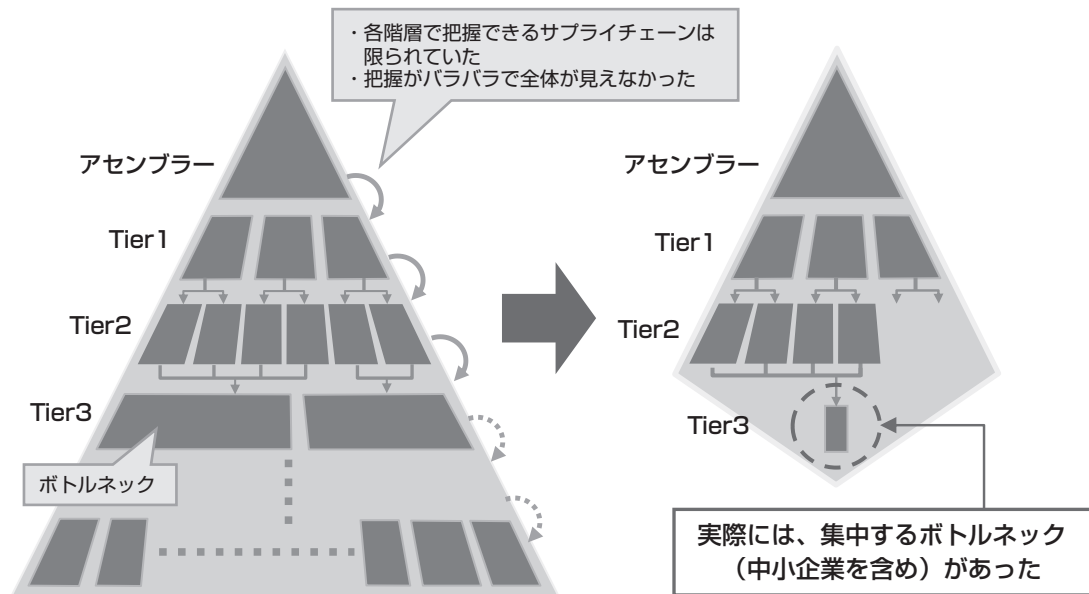 ・各階層で把握できるサプライチェーンは
限られていた
・把握がバラバラで全体が見えなかった
アセンブラー
Tier1
Tier2
Tier3
ボトルネック
アセンブラー
Tier1
Tier2
Tier3
実際には、集中するボトルネック
（中小企業を含め）があった